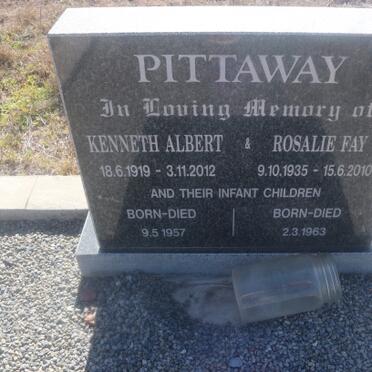 PITTAWAY
In Loving Memory of
KENNETH ALBERT & ROSALIE FAY
18.6.1919 - 3.11.2012 9.10.1935 - 15.6.2010
AND THEIR INFANT CHILDREN
BORN-DIED BORN-DIED
9.5 1957 2.3.1963